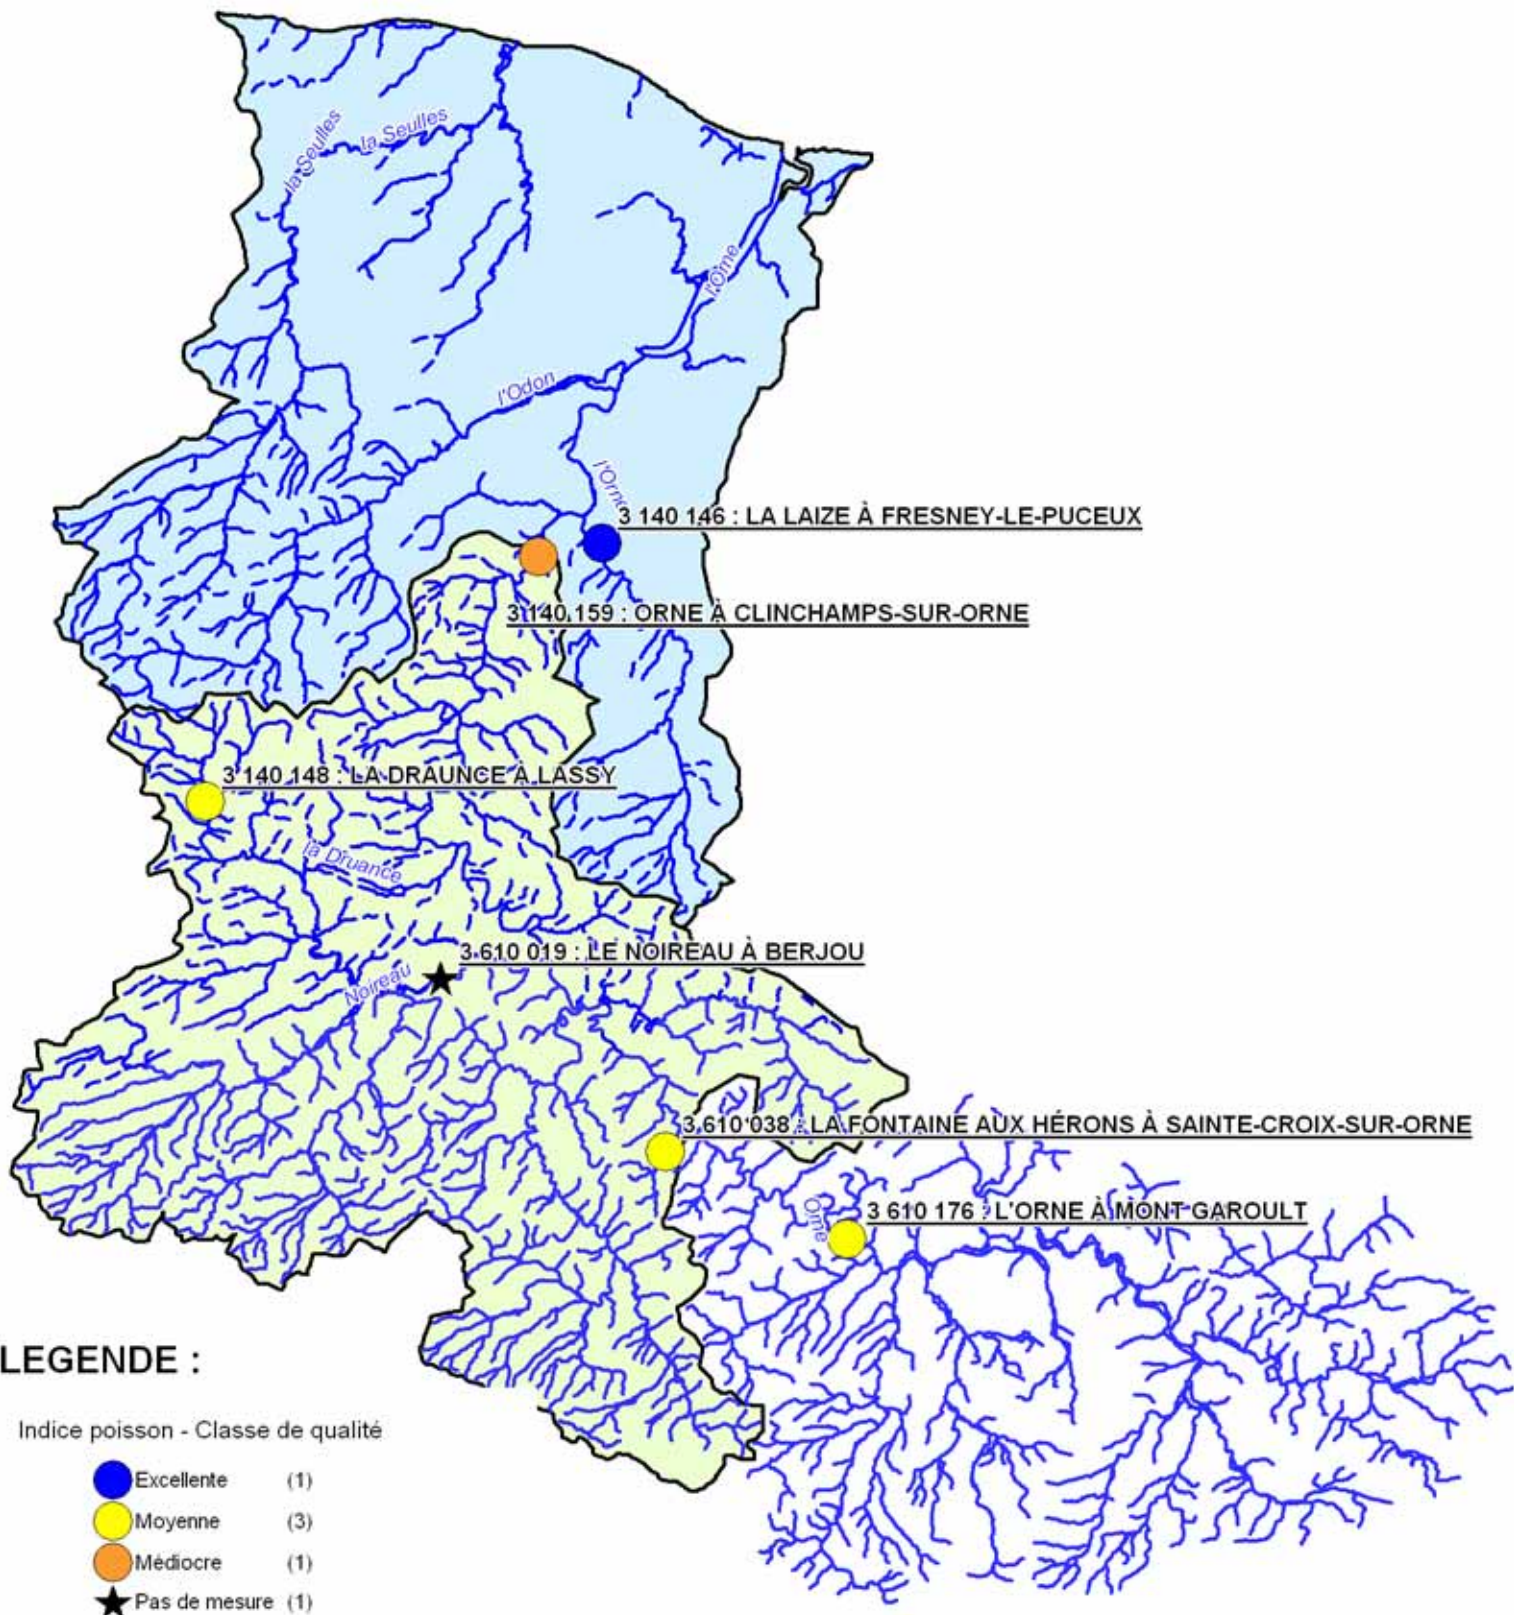 la Seulles
la Seulles
l'Orne
l'Odon
l'Orne
3 140 146 : LA LAIZE À FRESNEY-LE-PUCEUX
3 140 159 : ORNE À CLINCHAMPS-SUR-ORNE
3 140 148 : LA DRAUNCE À LASSY
la Druance
3 610 019 : LE NOIREAU À BERJOU
Noireau
3 610 038 : LA FONTAINE AUX HÉRONS À SAINTE-CROIX-SUR-ORNE
Orne
3 610 176 : L'ORNE À MONT GAROULT
LEGENDE :
Indice poisson - Classe de qualité
Excellente (1)
Moyenne (3)
Médiocre (1)
Pas de mesure (1)